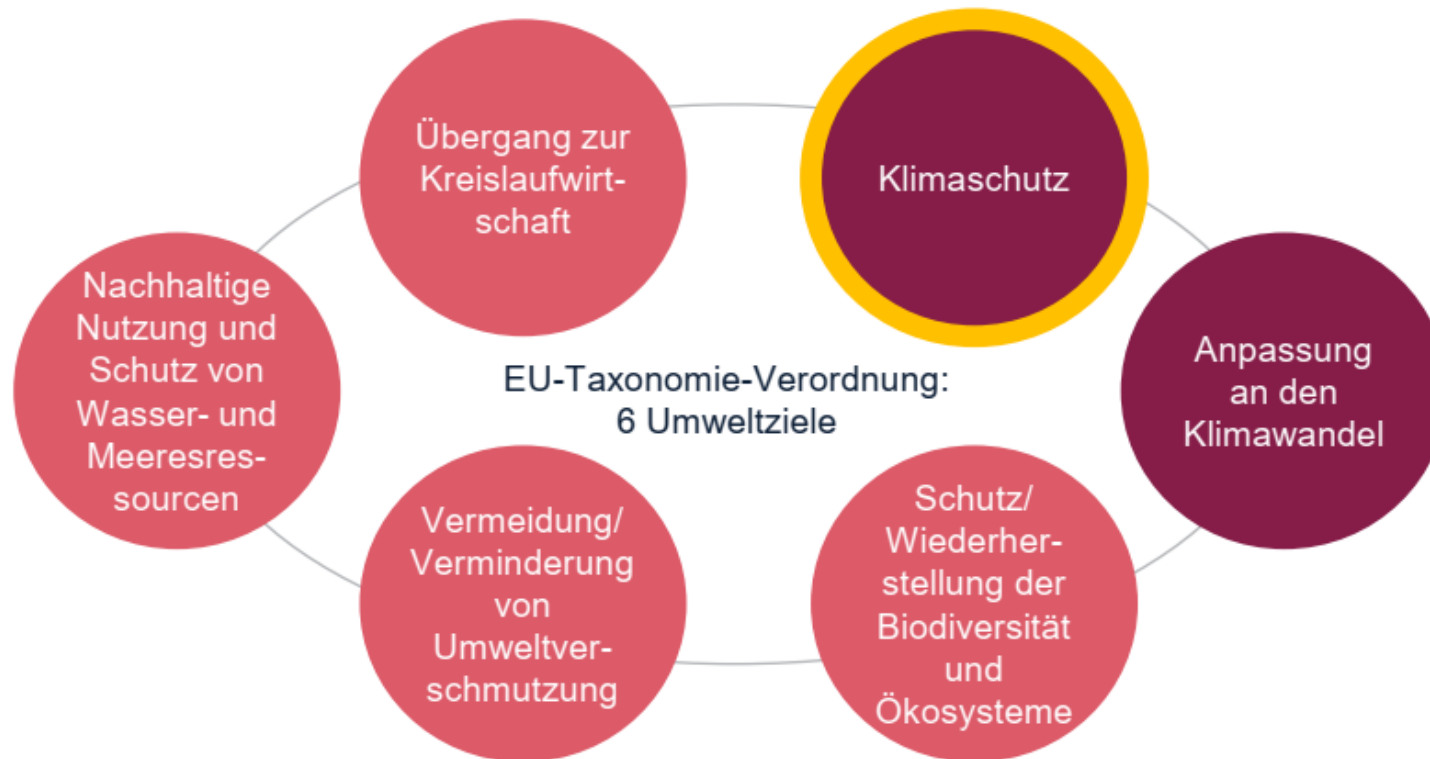 Übergang zur
Kreislaufwirt-
schaft
Klimaschutz
Nachhaltige
Nutzung und
Schutz von
Wasser- und
Meeresres-
sourcen
EU-Taxonomie-Verordnung:
6 Umweltziele
Anpassung
an den
Klimawandel
Vermeidung/
Verminderung
von
Umweltver-
schmutzung
Schutz/
Wiederher-
stellung der
Biodiversität
und
Ökosysteme